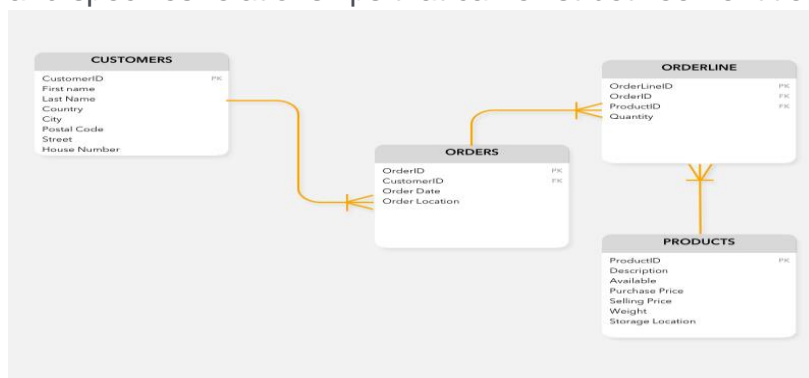 CUSTOMERS
CustomerID PK
First name
Last Name
Country
City
Postal Code
Street
House Number
ORDERS
OrderID PK
CustomerID FK
Order Date
Order Location
ORDERLINE
OrderLineID PK
OrderID FK
ProductID FK
Quantity
PRODUCTS
ProductID PK
Description
Available
Purchase Price
Selling Price
Weight
Storage Location